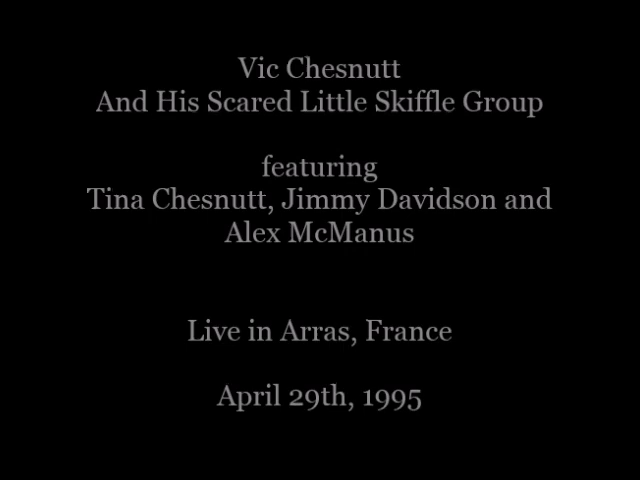 Vic Chesnutt
And His Scared Little Skiffle Group
featuring
Tina Chesnutt, Jimmy Davidson and
Alex McManus
Live in Arras, France
April 29th, 1995